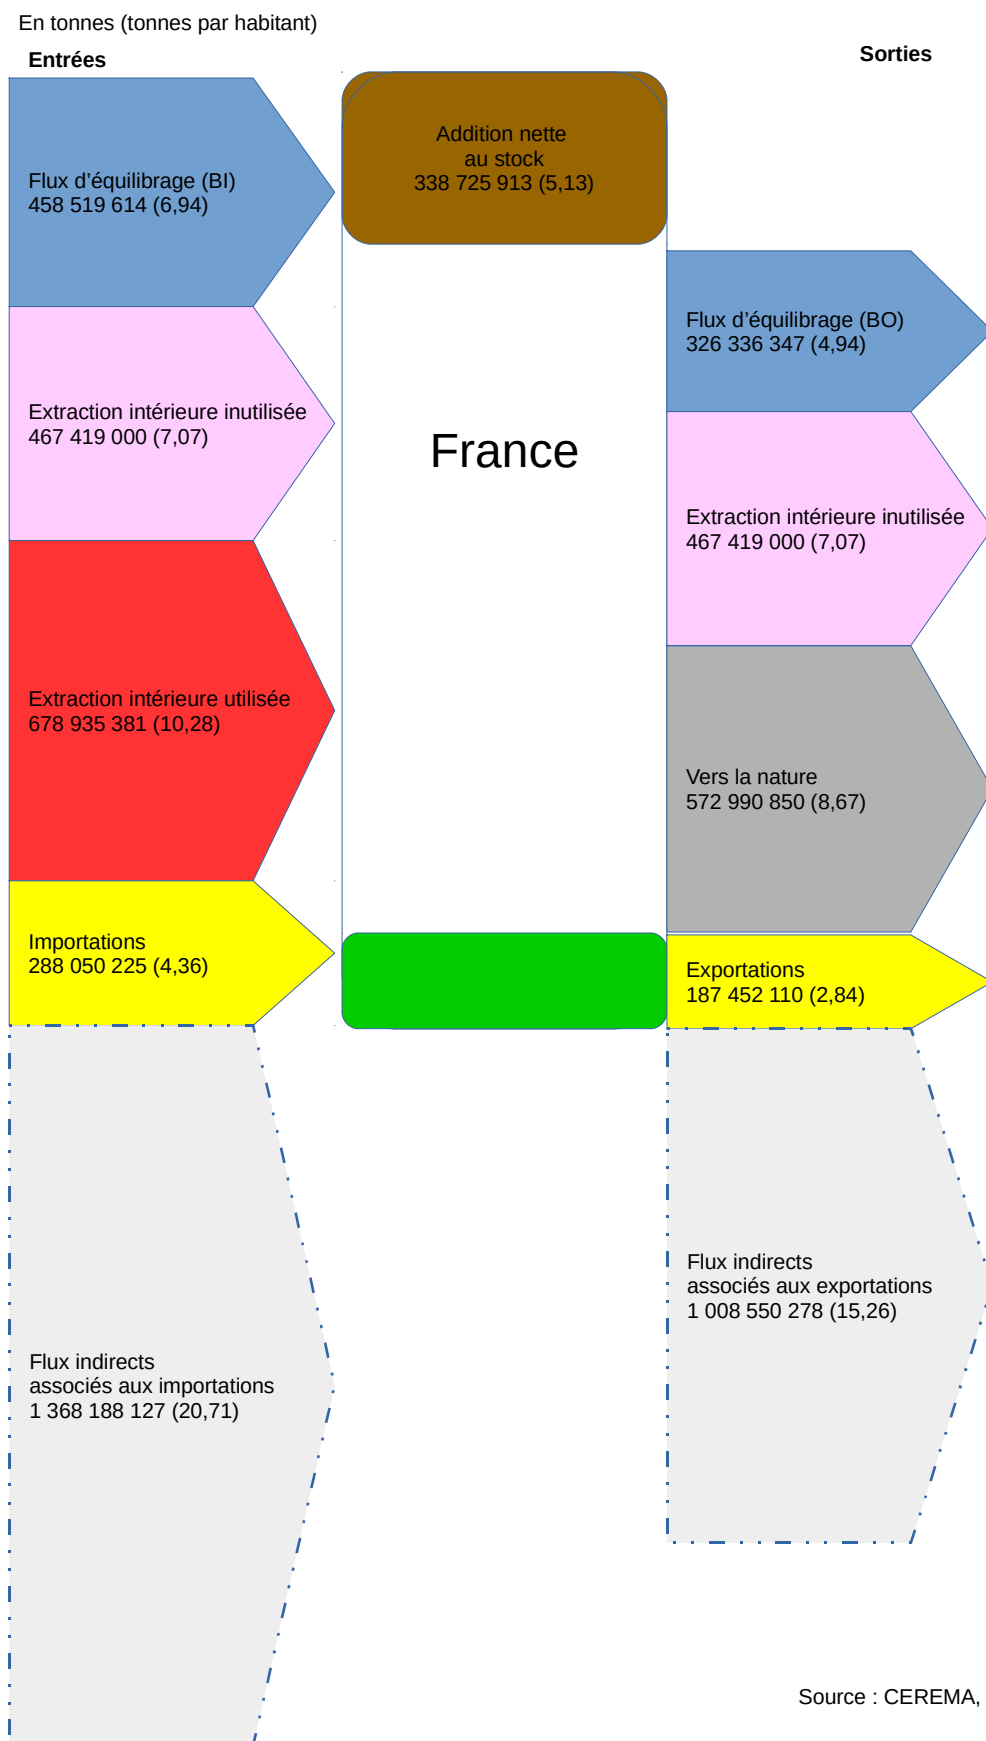 En tonnes (tonnes par habitant)
Entrées
Sorties
Addition nette
au stock
338 725 913 (5,13)
Flux d’équilibrage (BI)
458 519 614 (6,94)
Flux d’équilibrage (BO)
326 336 347 (4,94)
Extraction intérieure inutilisée
467 419 000 (7,07)
France
Extraction intérieure inutilisée
467 419 000 (7,07)
Extraction intérieure utilisée
678 935 381 (10,28)
Vers la nature
572 990 850 (8,67)
Importations
288 050 225 (4,36)
Exportations
187 452 110 (2,84)
Flux indirects
associés aux exportations
1 008 550 278 (15,26)
Flux indirects
associés aux importations
1 368 188 127 (20,71)
Source : CEREMA,